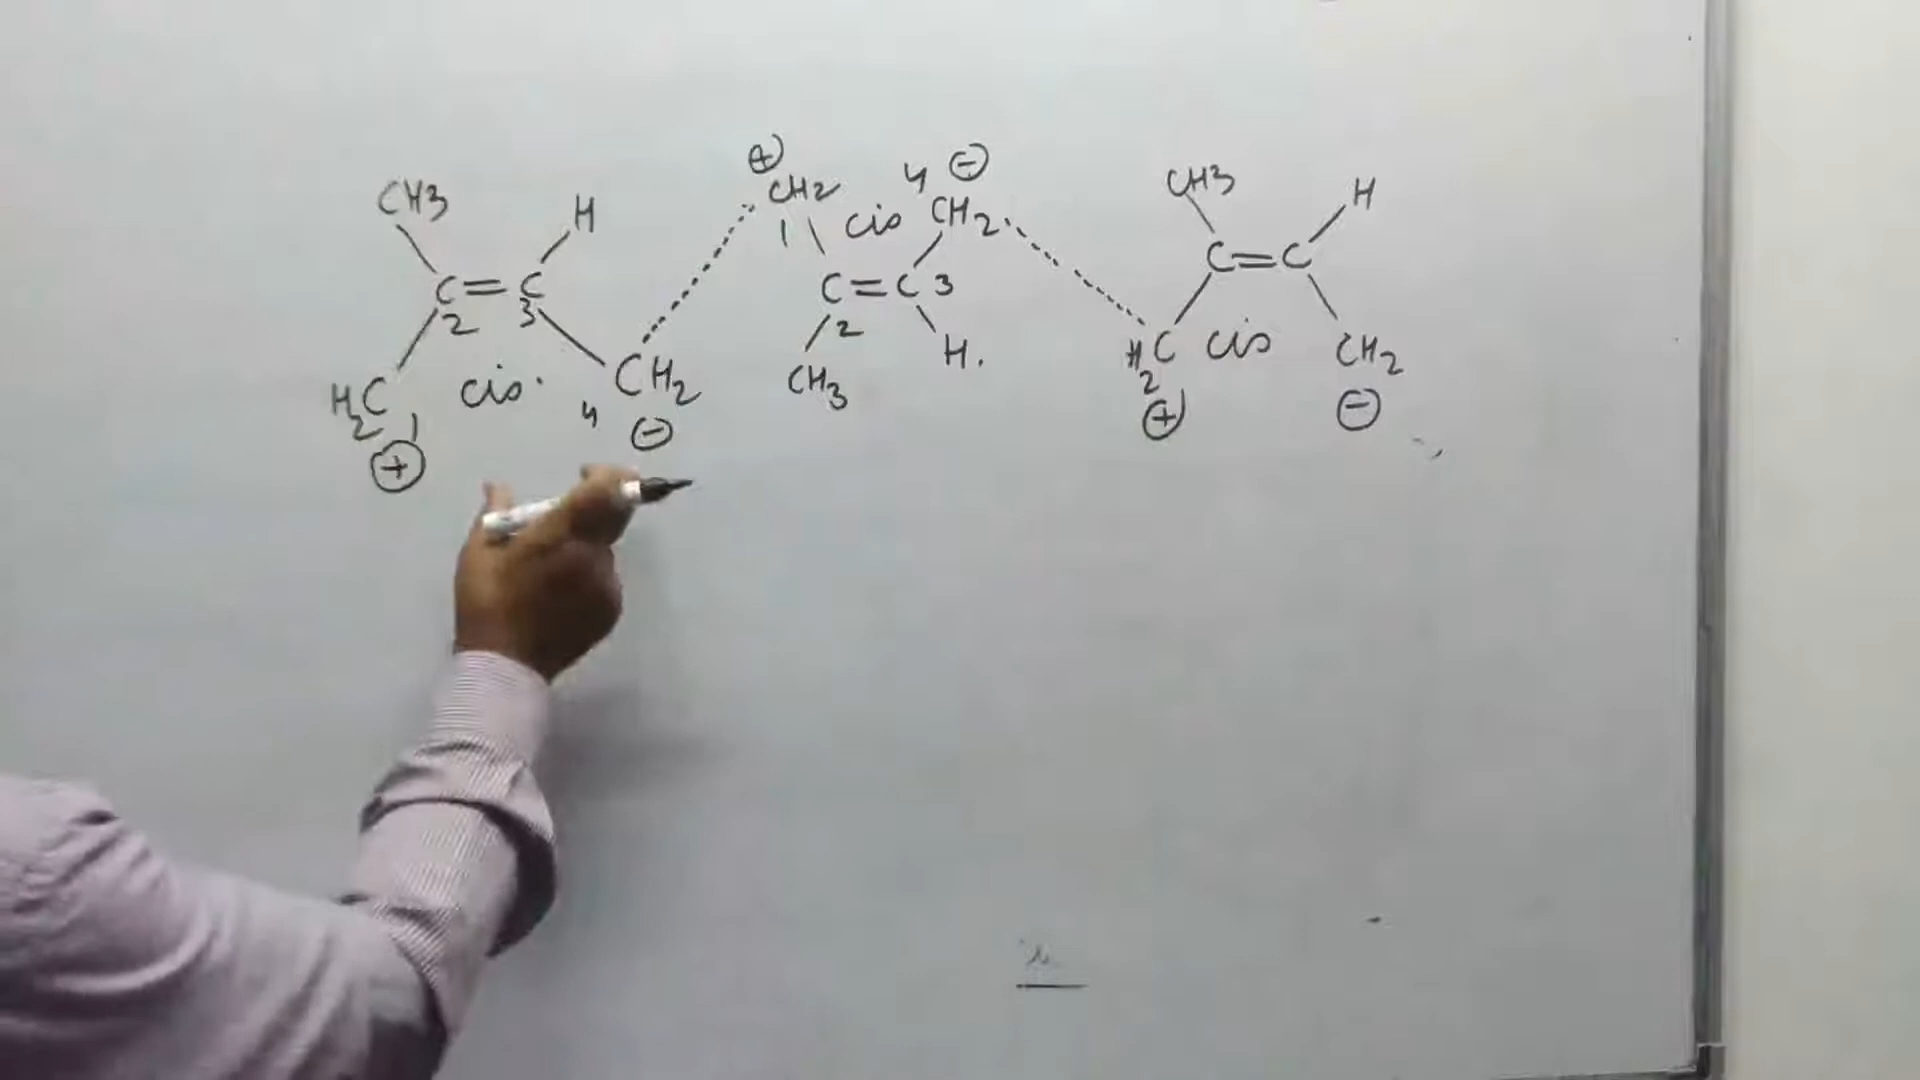 CH3 H
C=C
2 3
H2C 1 cis. 4 CH2
⊕ ⊖
⊕ 4 ⊖
CH2 cis CH2
1
C=C 3
2
CH3 H.
CH3 H
C=C
H2C cis CH2
⊕ ⊖